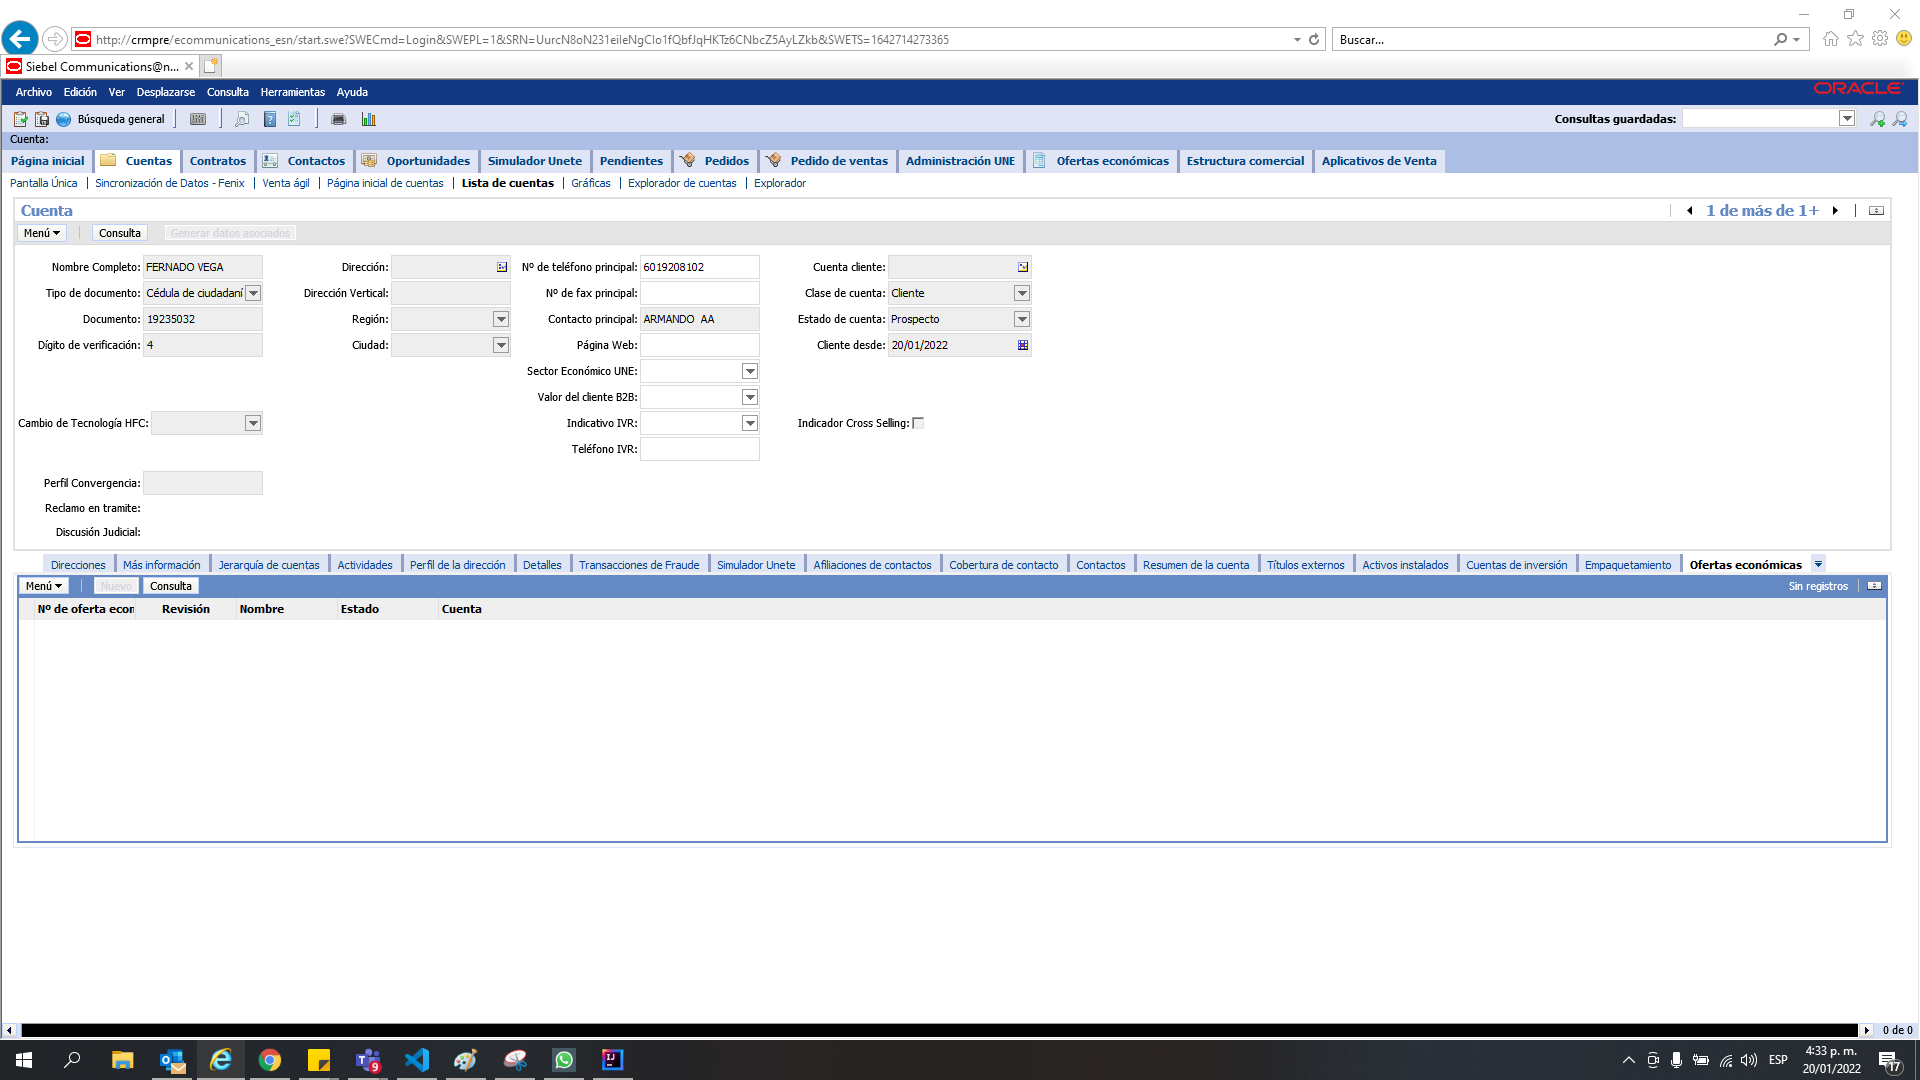 http://crmpre/ecommunications_esn/start.swe?SWECmd=Login&SWEPL=1&SRN=UurcN8oN231eileNgClo1fQbfJqHKTz6CNbcZ5AyLZkb&SWETS=1642714273365
Buscar...
Siebel Communications@n...
Archivo Edición Ver Desplazarse Consulta Herramientas Ayuda
ORACLE
Búsqueda general
Consultas guardadas:
Cuenta:
Página inicial Cuentas Contratos Contactos Oportunidades Simulador Unete Pendientes Pedidos Pedido de ventas Administración UNE Ofertas económicas Estructura comercial Aplicativos de Venta
Pantalla Única Sincronización de Datos - Fenix Venta ágil Página inicial de cuentas Lista de cuentas Gráficas Explorador de cuentas Explorador
Cuenta
1 de más de 1+
Menú Consulta Generar datos asociados
Nombre Completo: FERNADO VEGA Dirección: Nº de teléfono principal: 6019208102 Cuenta cliente:
Tipo de documento: Cédula de ciudadaní Dirección Vertical: Nº de fax principal: Clase de cuenta: Cliente
Documento: 19235032 Región: Contacto principal: ARMANDO AA Estado de cuenta: Prospecto
Dígito de verificación: 4 Ciudad: Página Web: Cliente desde: 20/01/2022
Sector Económico UNE:
Valor del cliente B2B:
Cambio de Tecnología HFC: Indicativo IVR: Indicador Cross Selling:
Teléfono IVR:
Perfil Convergencia:
Reclamo en tramite:
Discusión Judicial:
Direcciones Más información Jerarquía de cuentas Actividades Perfil de la dirección Detalles Transacciones de Fraude Simulador Unete Afiliaciones de contactos Cobertura de contacto Contactos Resumen de la cuenta Títulos externos Activos instalados Cuentas de inversión Empaquetamiento Ofertas económicas
Menú Nuevo Consulta Sin registros
Nº de oferta econ Revisión Nombre Estado Cuenta
0 de 0
9
IJ
ESP
4:33 p. m.
20/01/2022
17